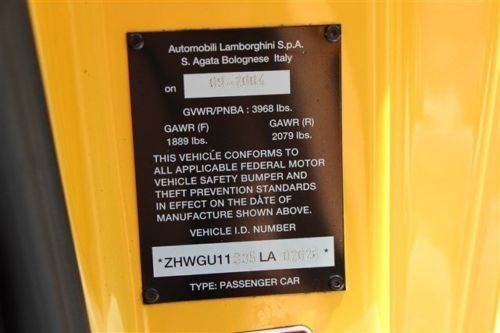 Automobili Lamborghini S.p.A.
S. Agata Bolognese Italy
on
GVWR/PNBA : 3968 lbs.
GAWR (F) GAWR (R)
1889 lbs. 2079 lbs.
THIS VEHICLE CONFORMS TO
ALL APPLICABLE FEDERAL MOTOR
VEHICLE SAFETY BUMPER AND
THEFT PREVENTION STANDARDS
IN EFFECT ON THE DATE OF
MANUFACTURE SHOWN ABOVE.
VEHICLE I.D. NUMBER
*ZHWGU11 LA *
TYPE: PASSENGER CAR